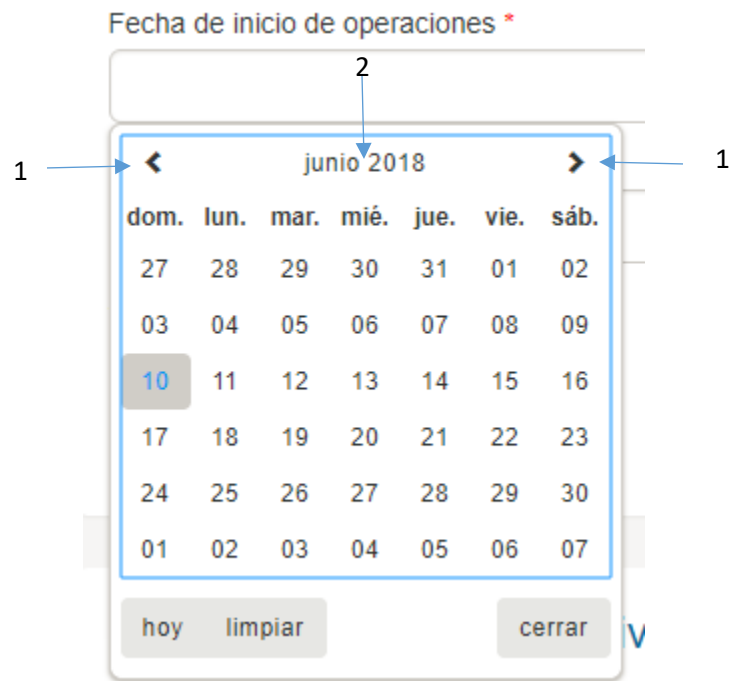 Fecha de inicio de operaciones *
2
1 junio 2018 1
dom. lun. mar. mié. jue. vie. sáb.
27 28 29 30 31 01 02
03 04 05 06 07 08 09
10 11 12 13 14 15 16
17 18 19 20 21 22 23
24 25 26 27 28 29 30
01 02 03 04 05 06 07
hoy limpiar cerrar